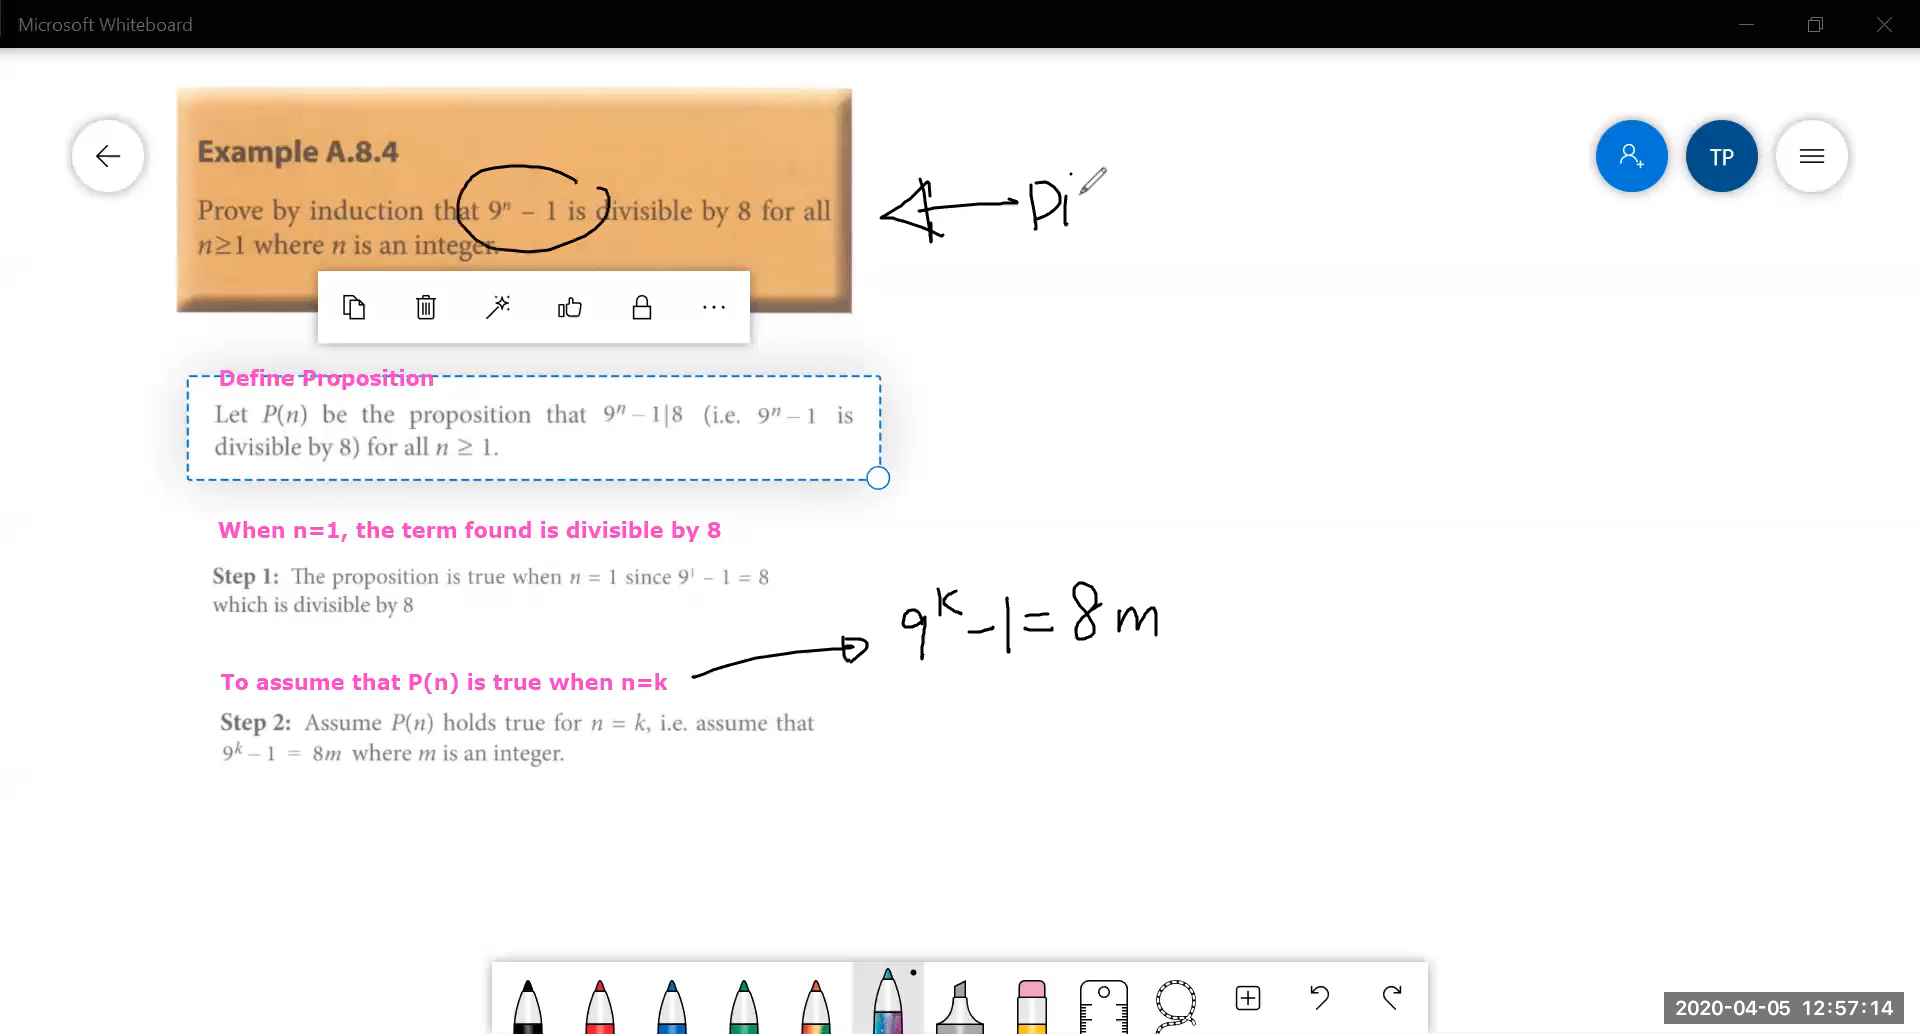 Microsoft Whiteboard
Example A.8.4
Prove by induction that 9ⁿ – 1 is divisible by 8 for all
n≥1 where n is an integer.
Di
TP
Define Proposition
Let P(n) be the proposition that 9ⁿ – 1|8 (i.e. 9ⁿ – 1 is
divisible by 8) for all n ≥ 1.
When n=1, the term found is divisible by 8
Step 1: The proposition is true when n = 1 since 9¹ – 1 = 8
which is divisible by 8
9ᵏ – 1 = 8m
To assume that P(n) is true when n=k
Step 2: Assume P(n) holds true for n = k, i.e. assume that
9ᵏ – 1 = 8m where m is an integer.
2020-04-05 12:57:14